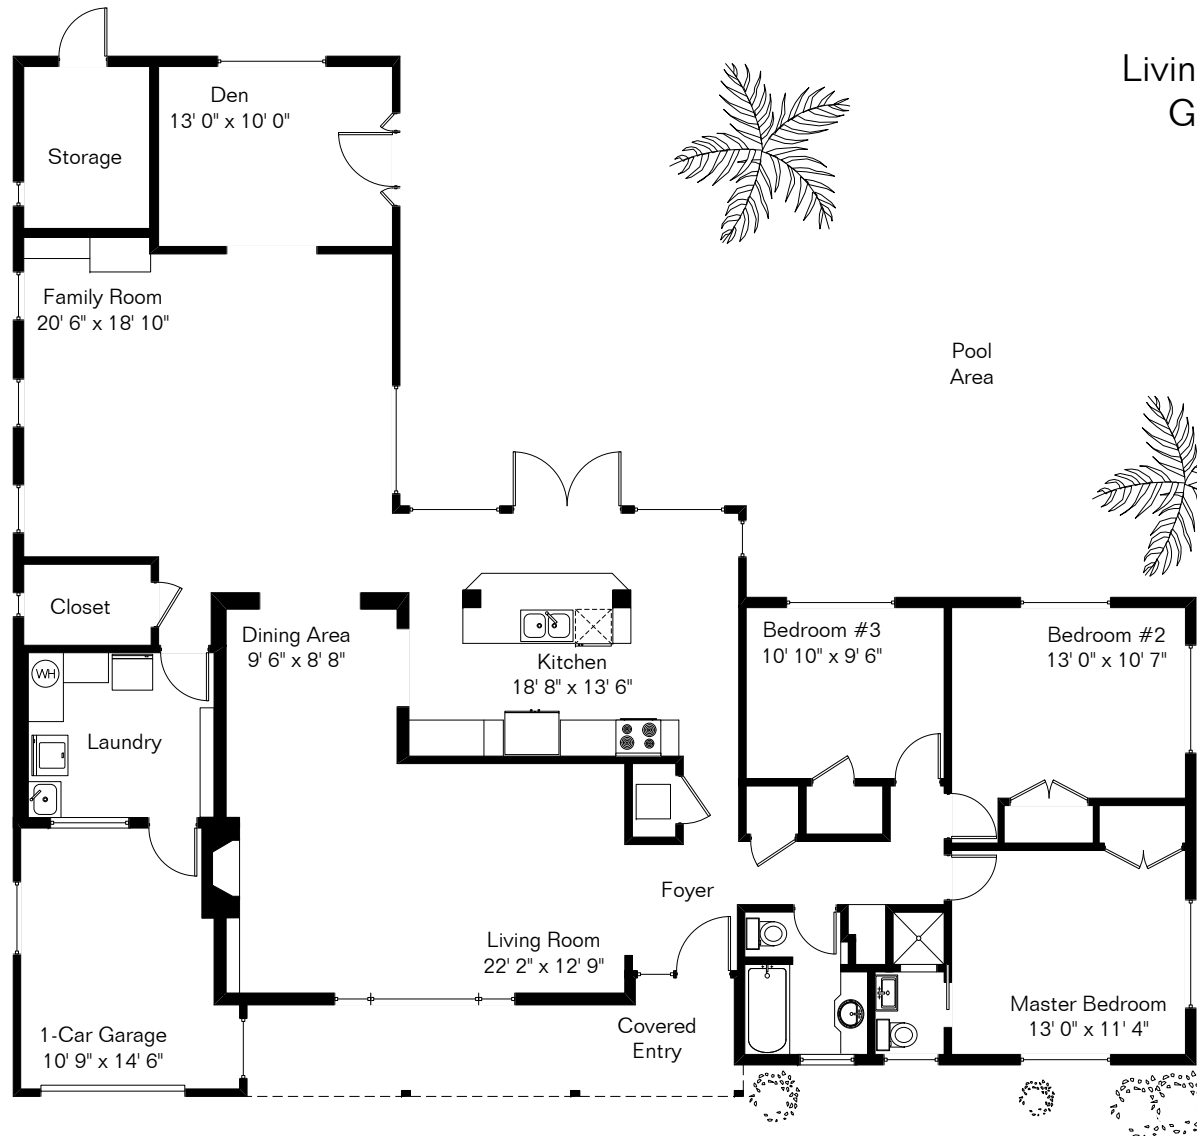 Livin
G
Den
13' 0" x 10' 0"
Storage
Family Room
20' 6" x 18' 10"
Pool
Area
Closet
Dining Area
9' 6" x 8' 8"
Kitchen
18' 8" x 13' 6"
Bedroom #3
10' 10" x 9' 6"
Bedroom #2
13' 0" x 10' 7"
WH
Laundry
Foyer
Living Room
22' 2" x 12' 9"
Master Bedroom
13' 0" x 11' 4"
Covered
Entry
1-Car Garage
10' 9" x 14' 6"